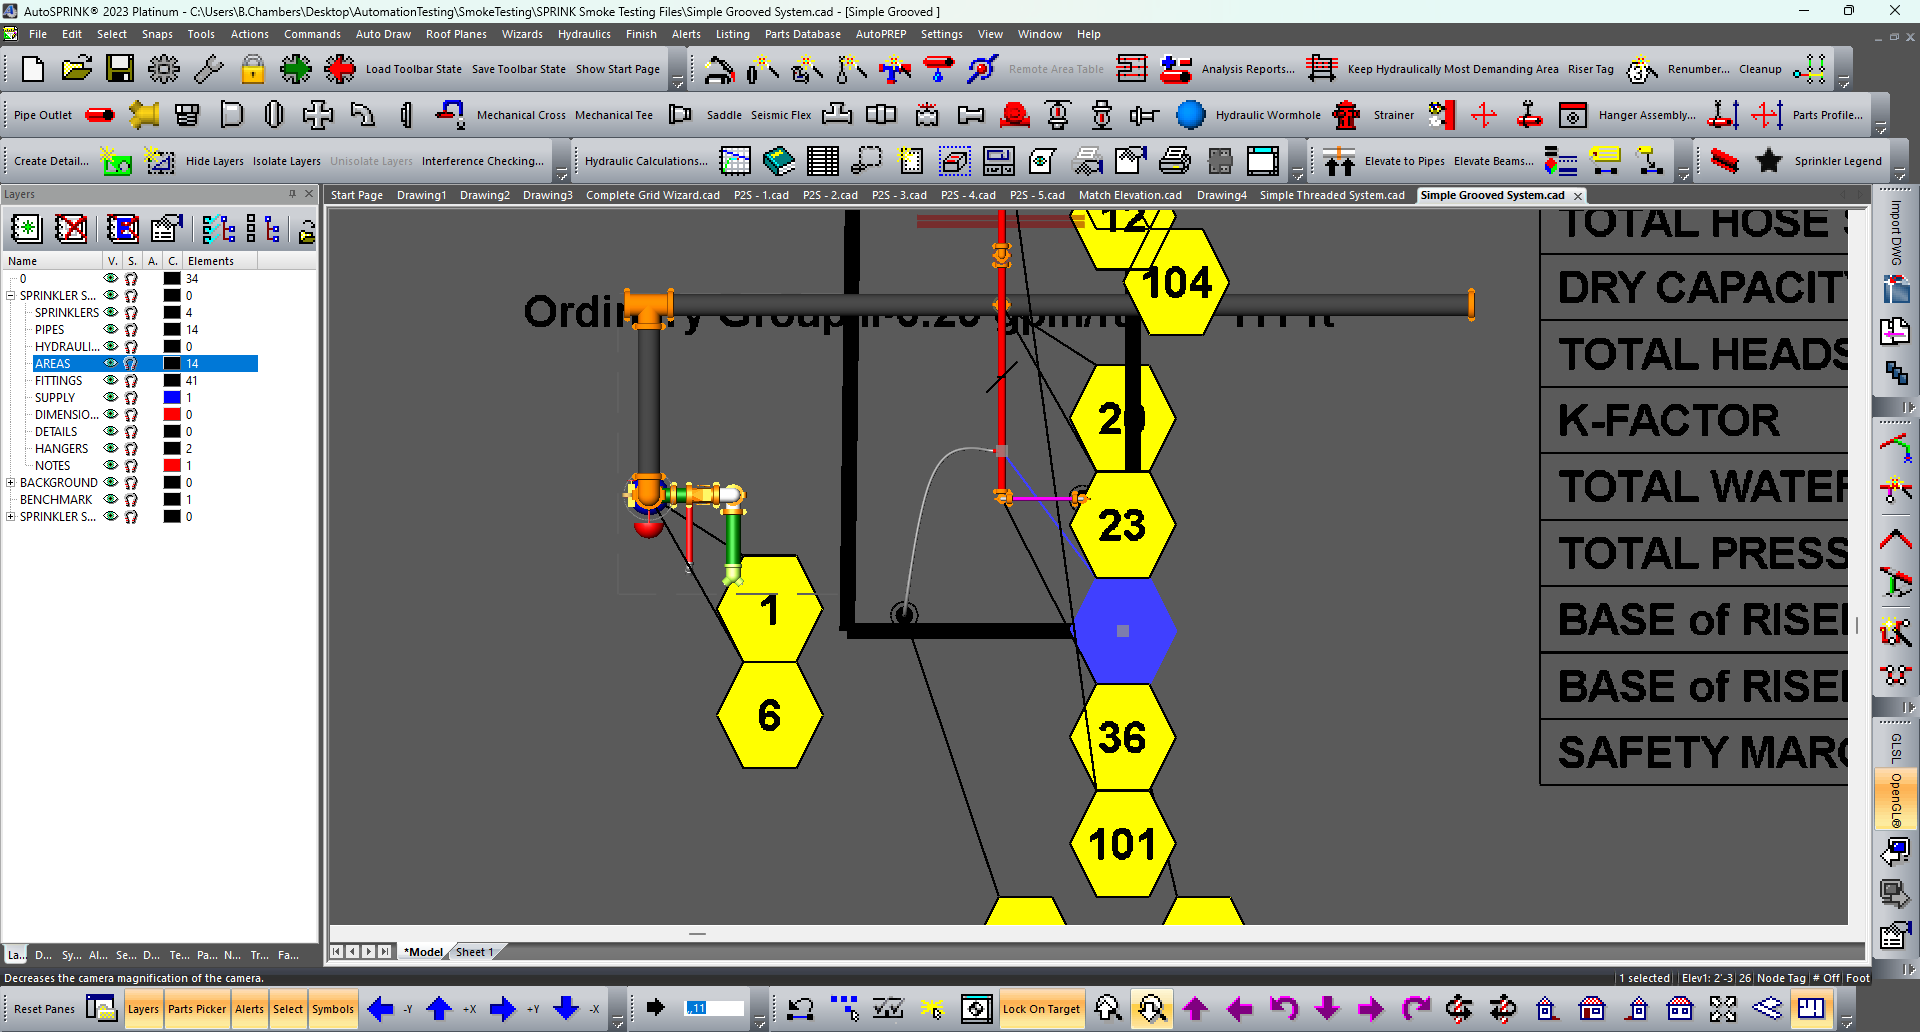 AutoSPRINK® 2023 Platinum - C:\Users\B.Chambers\Desktop\AutomationTesting\SmokeTesting\SPRINK Smoke Testing Files\Simple Grooved System.cad - [Simple Grooved ]
File Edit Select Snaps Tools Actions Commands Auto Draw Roof Planes Wizards Hydraulics Finish Alerts Listing Parts Database AutoPREP Settings View Window Help
Load Toolbar State Save Toolbar State Show Start Page Remote Area Table Analysis Reports... Keep Hydraulically Most Demanding Area Riser Tag Renumber... Cleanup
Pipe Outlet Mechanical Cross Mechanical Tee Saddle Seismic Flex Hydraulic Wormhole Strainer Hanger Assembly... Parts Profile...
Create Detail... Hide Layers Isolate Layers Unisolate Layers Interference Checking... Hydraulic Calculations... Elevate to Pipes Elevate Beams... Sprinkler Legend
Layers
Start Page Drawing1 Drawing2 Drawing3 Complete Grid Wizard.cad P2S - 1.cad P2S - 2.cad P2S - 3.cad P2S - 4.cad P2S - 5.cad Match Elevation.cad Drawing4 Simple Threaded System.cad Simple Grooved System.cad
Name V. S. A. C. Elements
0 34
SPRINKLER S... 0
SPRINKLERS 4
PIPES 14
HYDRAULI... 0
AREAS 14
FITTINGS 41
SUPPLY 1
DIMENSIO... 0
DETAILS 0
HANGERS 2
NOTES 1
BACKGROUND 0
BENCHMARK 1
SPRINKLER S... 0
12
104
20
23
36
101
1
6
TOTAL HOSE S
DRY CAPACIT
TOTAL HEADS
K-FACTOR
TOTAL WATER
TOTAL PRESS
BASE of RISE
BASE of RISE
SAFETY MAR
Import DWG
GLSL
OpenGL®
La... D... Sy... Al... Se... D... Te... Pa... N... Tr... Fa...
*Model Sheet 1
Decreases the camera magnification of the camera.
1 selected Elev1: 2'-3 26 Node Tag # Off Foot
Reset Panes Layers Parts Picker Alerts Select Symbols -Y +X +Y -X ,,11 Lock On Target